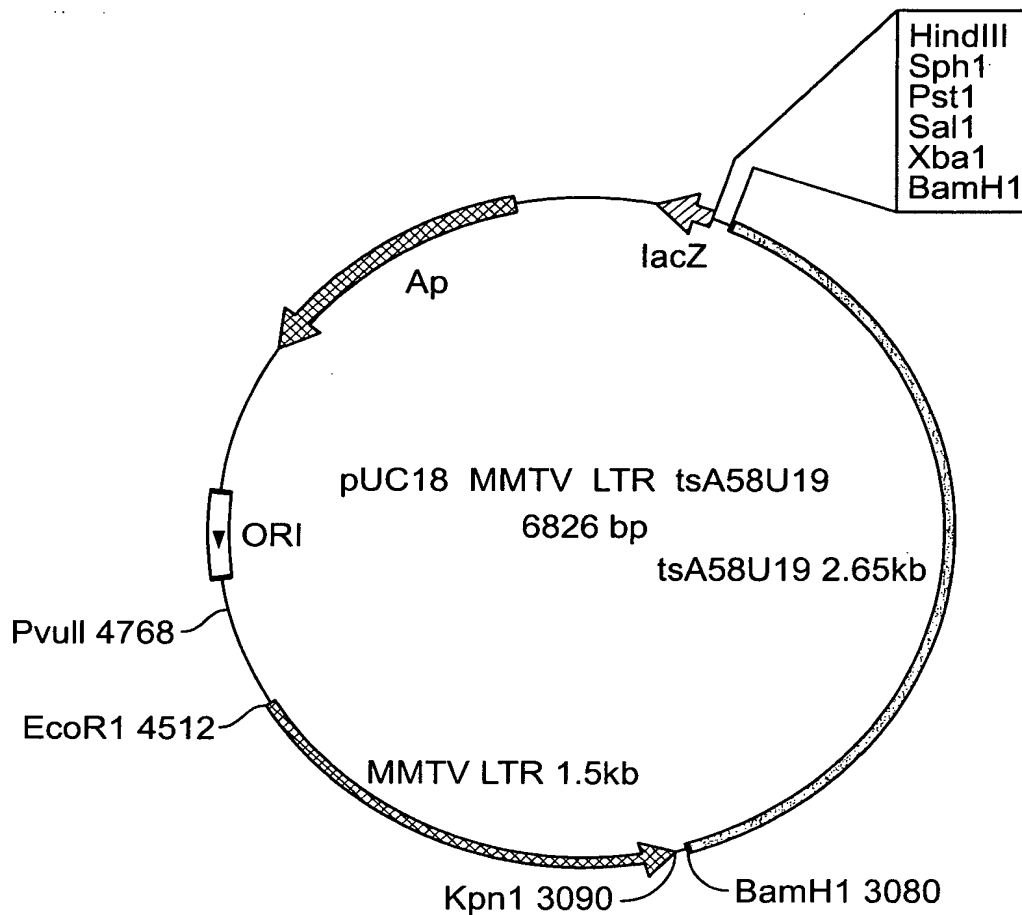 HindIII
Sph1
Pst1
Sal1
Xba1
BamH1
lacZ
Ap
pUC18 MMTV LTR tsA58U19
6826 bp
ORI
tsA58U19 2.65kb
PvuII 4768
EcoR1 4512
MMTV LTR 1.5kb
Kpn1 3090
BamH1 3080